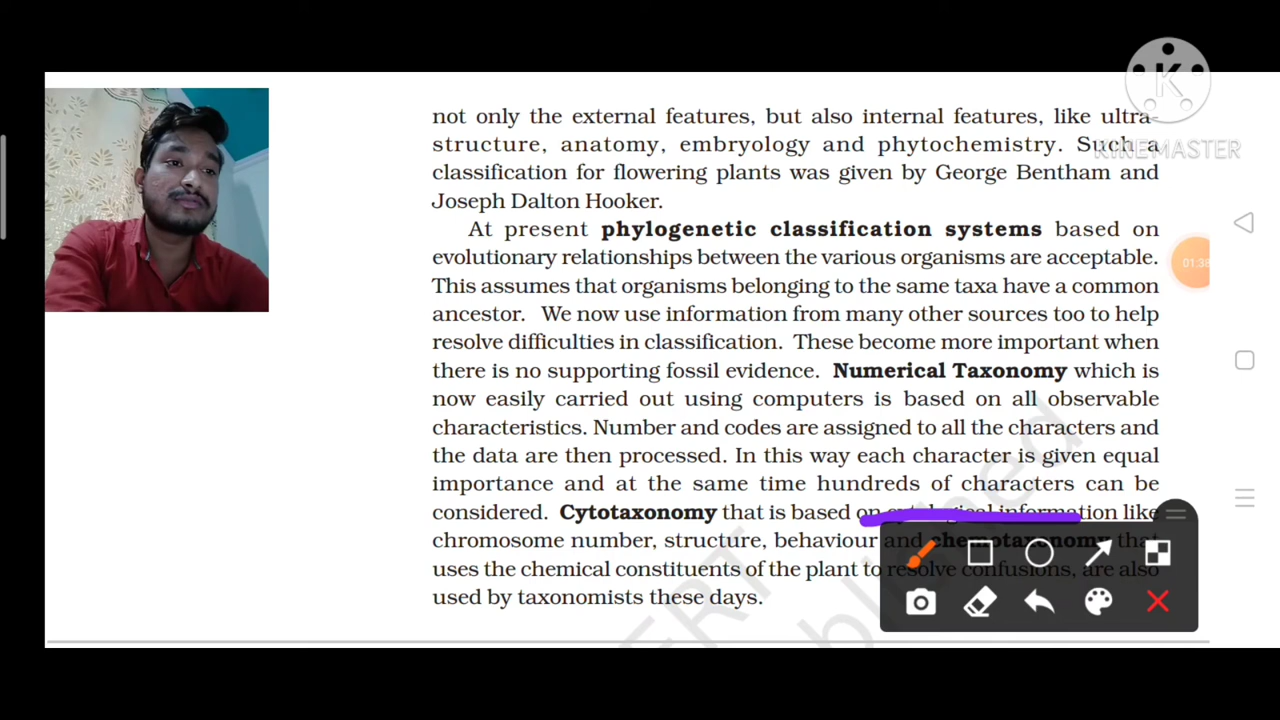 not only the external features, but also internal features, like ultra-
structure, anatomy, embryology and phytochemistry. Such a
classification for flowering plants was given by George Bentham and
Joseph Dalton Hooker.
At present phylogenetic classification systems based on
evolutionary relationships between the various organisms are acceptable.
This assumes that organisms belonging to the same taxa have a common
ancestor. We now use information from many other sources too to help
resolve difficulties in classification. These become more important when
there is no supporting fossil evidence. Numerical Taxonomy which is
now easily carried out using computers is based on all observable
characteristics. Number and codes are assigned to all the characters and
the data are then processed. In this way each character is given equal
importance and at the same time hundreds of characters can be
considered. Cytotaxonomy that is based on cytological information like
chromosome number, structure, behaviour and chemotaxonomy that
uses the chemical constituents of the plant to resolve confusions, are also
used by taxonomists these days.
K
KINEMASTER
01:38